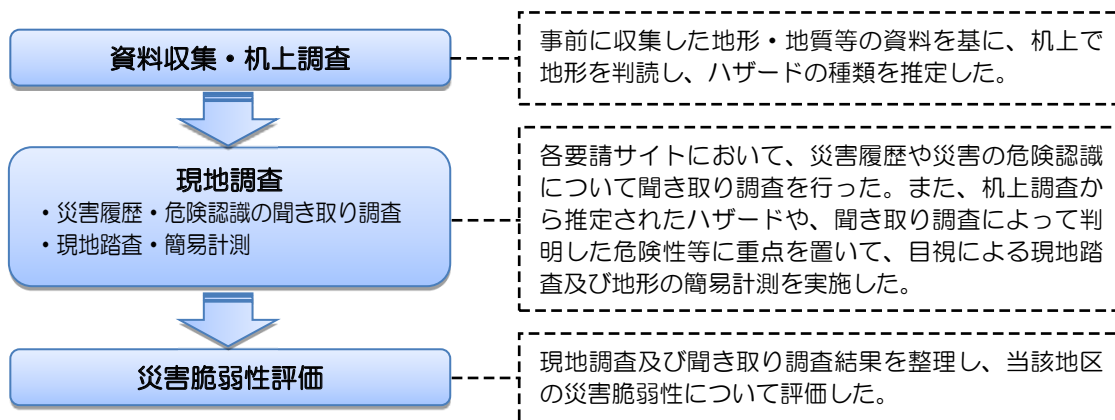 資料収集・机上調査
事前に収集した地形・地質等の資料を基に、机上で
地形を判読し、ハザードの種類を推定した。
現地調査
・災害履歴・危険認識の聞き取り調査
・現地踏査・簡易計測
各要請サイトにおいて、災害履歴や災害の危険認識
について聞き取り調査を行った。また、机上調査か
ら推定されたハザードや、聞き取り調査によって判
明した危険性等に重点を置いて、目視による現地踏
査及び地形の簡易計測を実施した。
災害脆弱性評価
現地調査及び聞き取り調査結果を整理し、当該地区
の災害脆弱性について評価した。